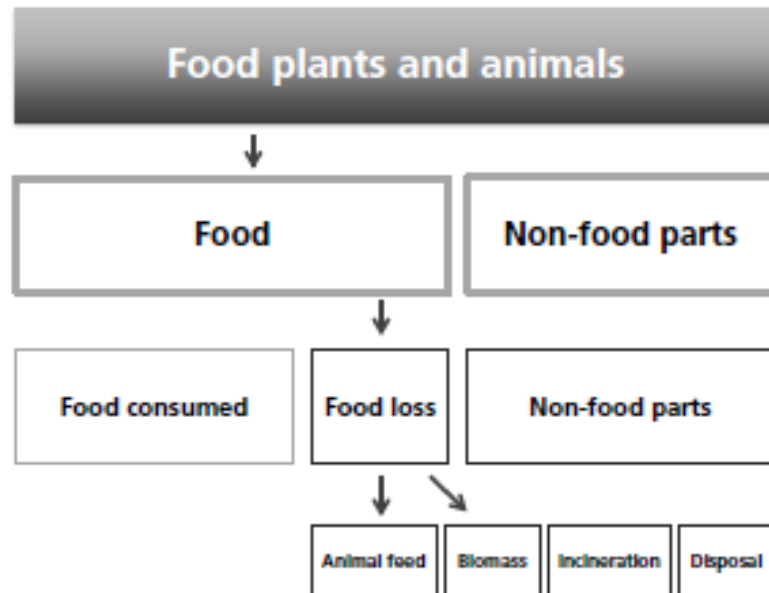 Food plants and animals
Food
Non-food parts
Food consumed
Food loss
Non-food parts
Animal feed
Biomass
Incineration
Disposal